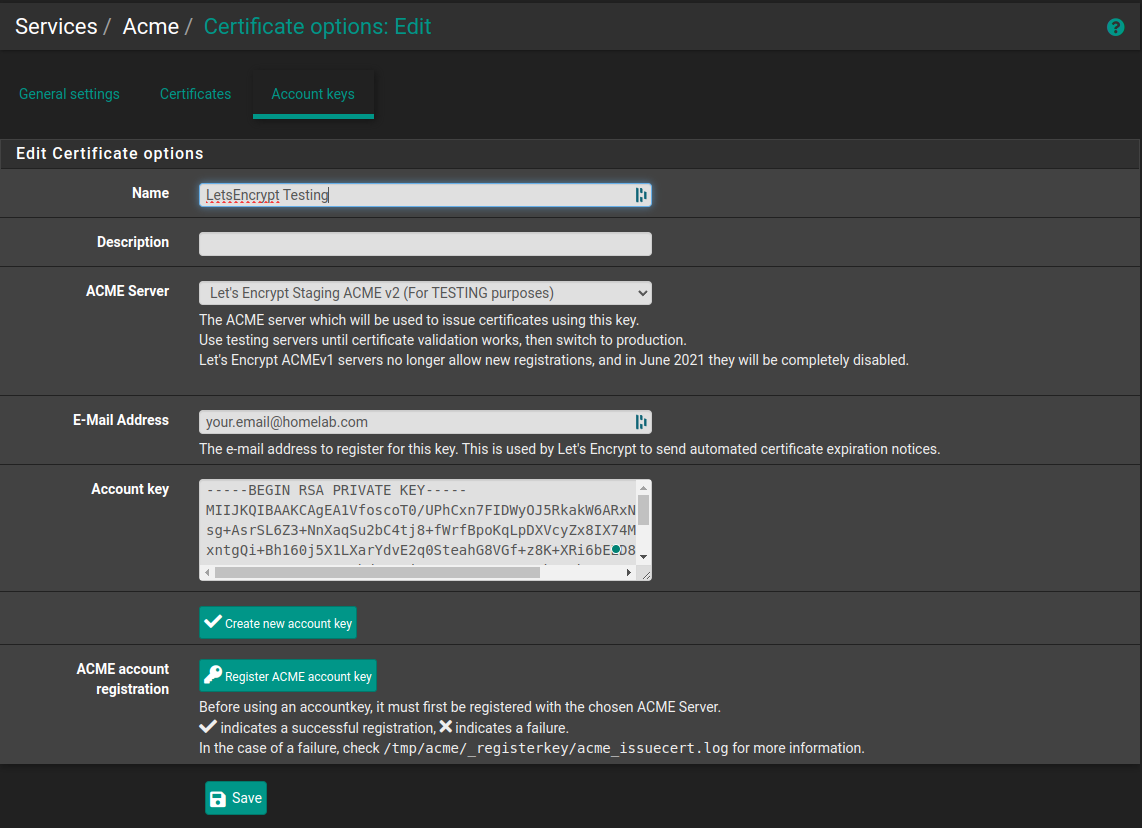 Services / Acme / Certificate options: Edit
General settings Certificates Account keys
Edit Certificate options
Name LetsEncrypt Testing
Description
ACME Server Let's Encrypt Staging ACME v2 (For TESTING purposes)
The ACME server which will be used to issue certificates using this key.
Use testing servers until certificate validation works, then switch to production.
Let's Encrypt ACMEv1 servers no longer allow new registrations, and in June 2021 they will be completely disabled.
E-Mail Address your.email@homelab.com
The e-mail address to register for this key. This is used by Let's Encrypt to send automated certificate expiration notices.
Account key -----BEGIN RSA PRIVATE KEY-----
MIIJKQIBAAKCAgEA1VfoscoT0/UPhCxn7FIDWyOJ5RkakW6ARxN
sg+AsrSL6Z3+NnXaqSu2bC4tj8+fWrfBpoKqLpDXVcyZx8IX74M
Create new account key
ACME account
registration
Register ACME account key
Before using an accountkey, it must first be registered with the chosen ACME Server.
indicates a successful registration, indicates a failure.
In the case of a failure, check /tmp/acme/_registerkey/acme_issuecert.log for more information.
Save